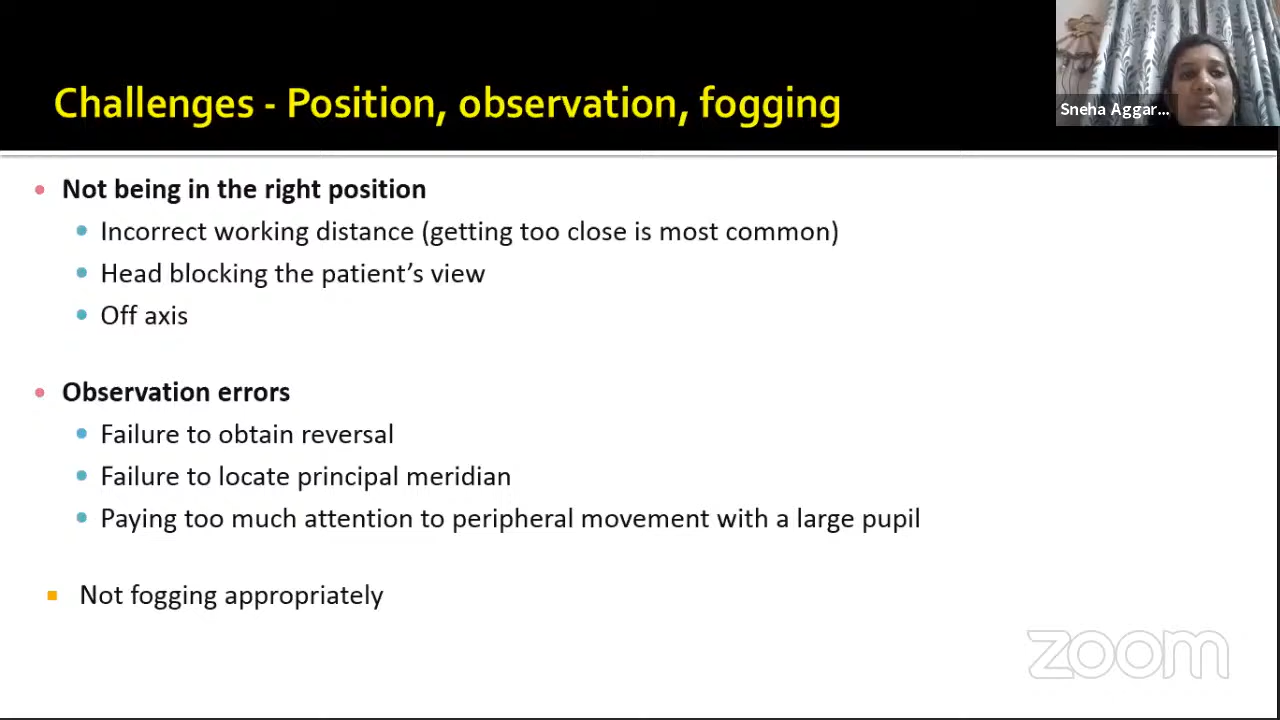 Challenges - Position, observation, fogging
Sneha Aggar...
Not being in the right position
Incorrect working distance (getting too close is most common)
Head blocking the patient’s view
Off axis
Observation errors
Failure to obtain reversal
Failure to locate principal meridian
Paying too much attention to peripheral movement with a large pupil
Not fogging appropriately
zoom